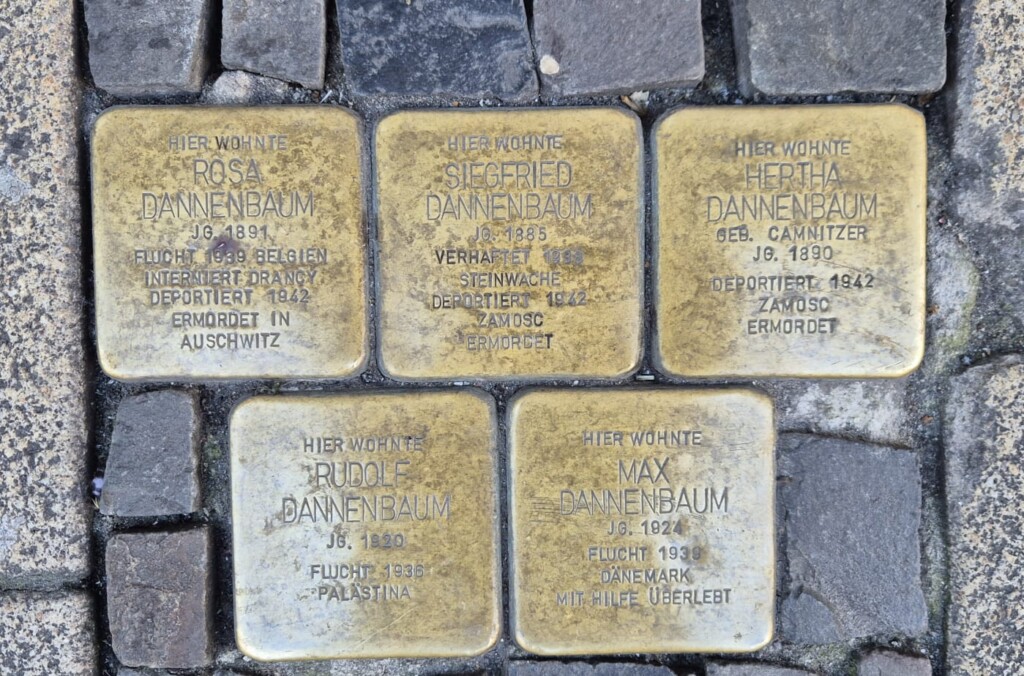 HIER WOHNTE
ROSA
DANNENBAUM
JG. 1891
FLUCHT 1939 BELGIEN
INTERNIERT DRANCY
DEPORTIERT 1942
ERMORDET IN
AUSCHWITZ
HIER WOHNTE
SIEGFRIED
DANNENBAUM
JG. 1885
VERHAFTET
STEINWACHE
DEPORTIERT 1942
ZAMOSC
ERMORDET
HIER WOHNTE
HERTHA
DANNENBAUM
GEB. CAMNITZER
JG. 1890
DEPORTIERT 1942
ZAMOSC
ERMORDET
HIER WOHNTE
RUDOLF
DANNENBAUM
JG. 1920
FLUCHT 1936
PALÄSTINA
HIER WOHNTE
MAX
DANNENBAUM
JG. 1924
FLUCHT 1939
DÄNEMARK
MIT HILFE ÜBERLEBT